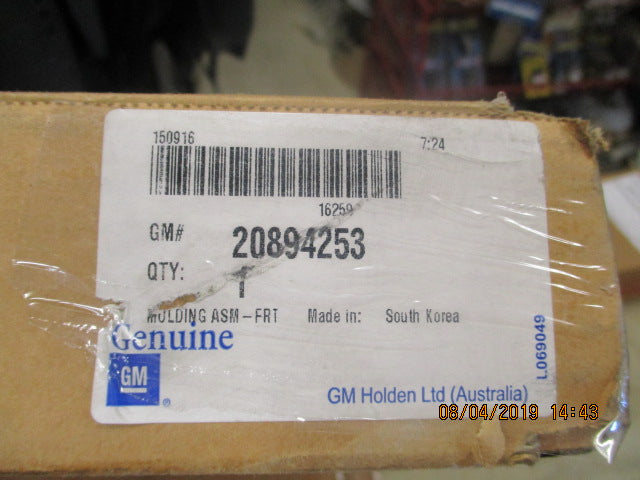 150916 7:24
16259
GM# 20894253
QTY: 1
MOLDING ASM-FRT Made in: South Korea
Genuine
GM ®
GM Holden Ltd (Australia)
L069049
08/04/2019 14:43